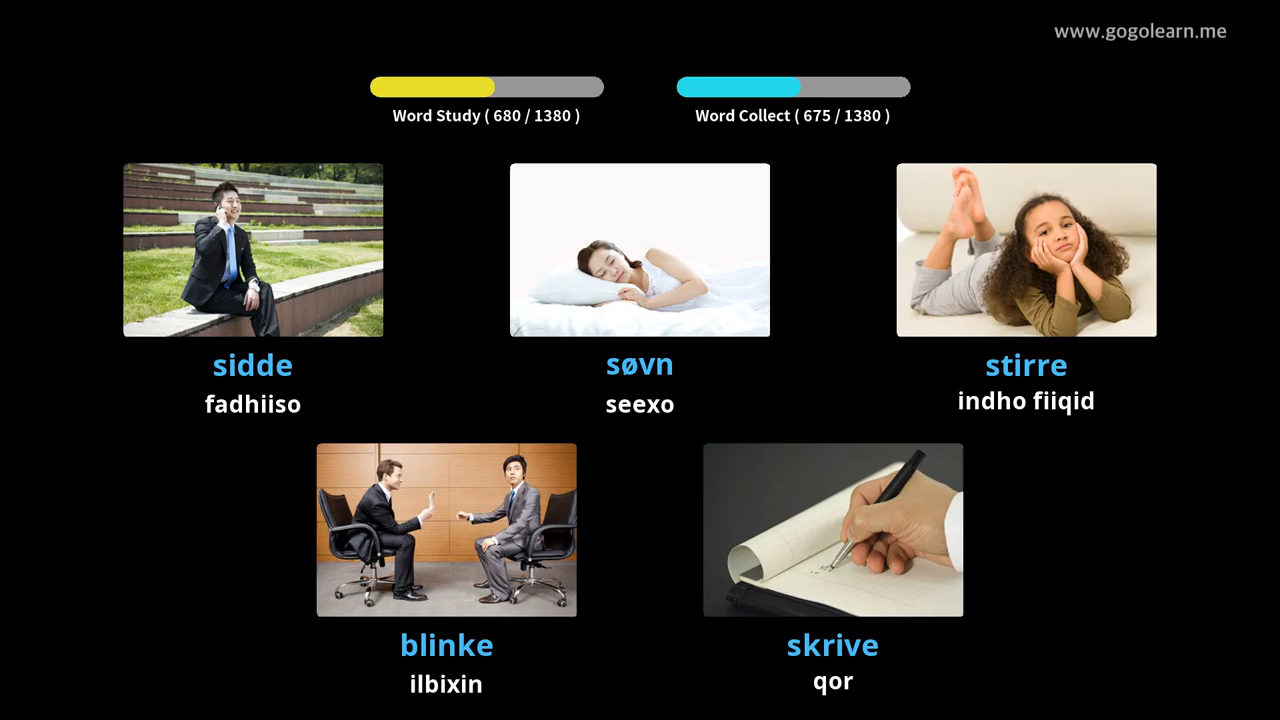 www.gogolearn.me
Word Study ( 680 / 1380 )
Word Collect ( 675 / 1380 )
sidde
fadhiiso
søvn
seexo
stirre
indho fiiqid
blinke
ilbixin
skrive
qor